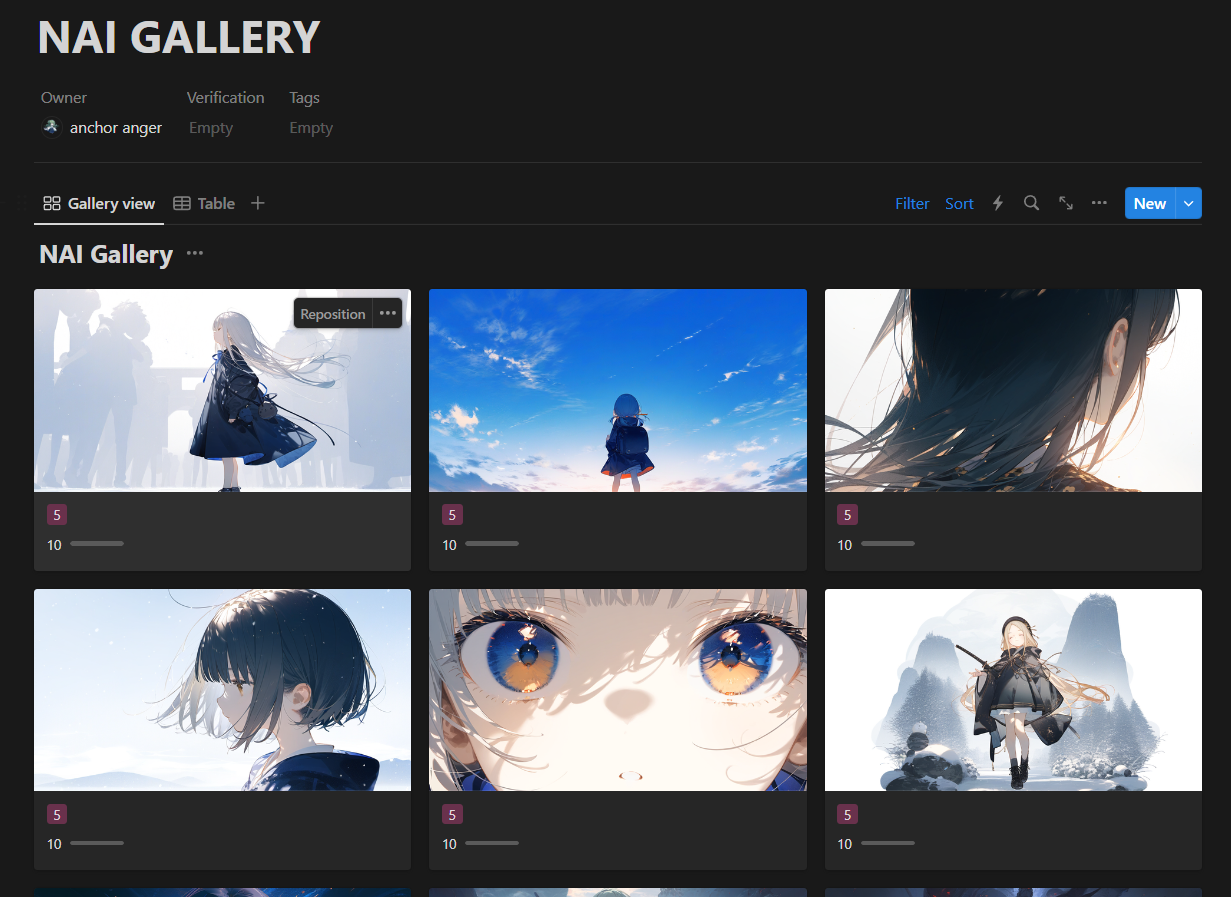 NAI GALLERY
Owner Verification Tags
anchor anger Empty Empty
Gallery view Table Filter Sort New
NAI Gallery
Reposition
5 5 5
10 10 10
5 5 5
10 10 10